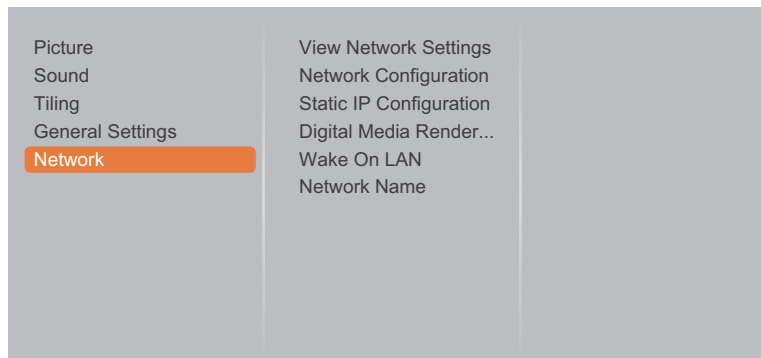 Picture
Sound
Tiling
General Settings
Network
View Network Settings
Network Configuration
Static IP Configuration
Digital Media Render...
Wake On LAN
Network Name